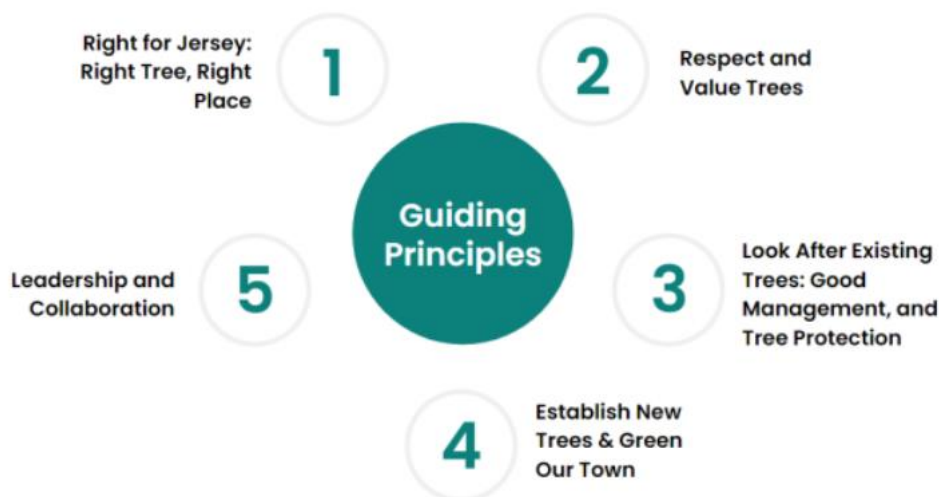 Right for Jersey:
Right Tree, Right
Place
1
2
Respect and
Value Trees
Guiding
Principles
3
Look After Existing
Trees: Good
Management, and
Tree Protection
4
Establish New
Trees & Green
Our Town
5
Leadership and
Collaboration